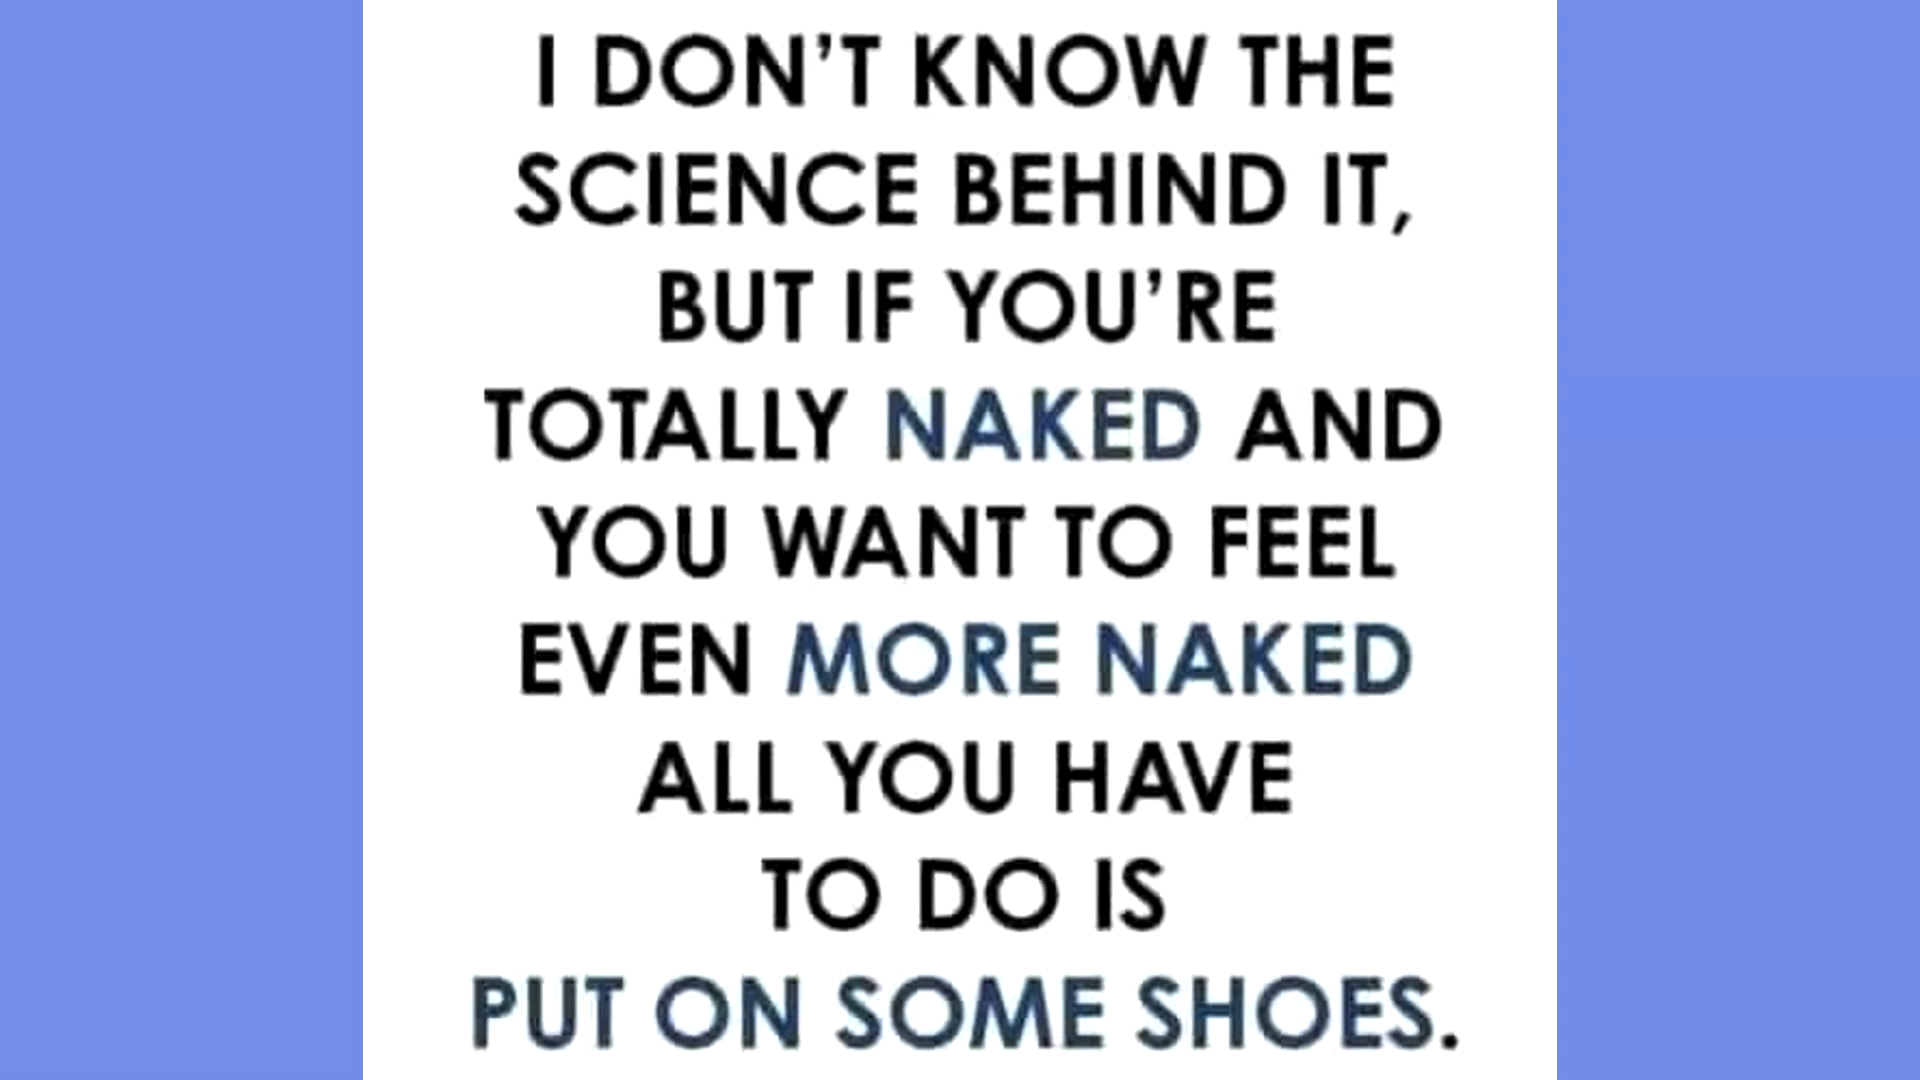 I DON’T KNOW THE
SCIENCE BEHIND IT,
BUT IF YOU’RE
TOTALLY NAKED AND
YOU WANT TO FEEL
EVEN MORE NAKED
ALL YOU HAVE
TO DO IS
PUT ON SOME SHOES.